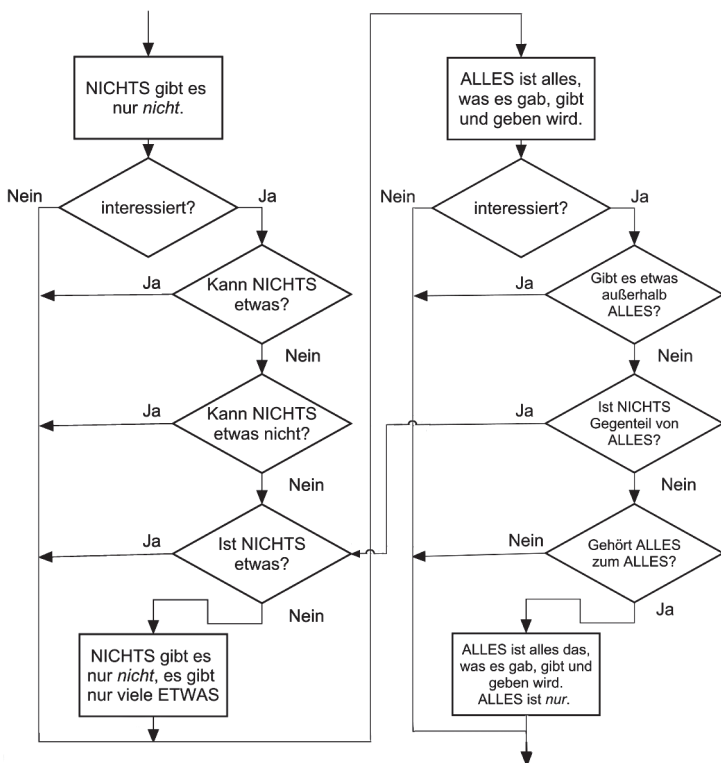 NICHTS gibt es
nur nicht.
Nein
interessiert?
Ja
Ja
Kann NICHTS
etwas?
Nein
Ja
Kann NICHTS
etwas nicht?
Nein
Ja
Ist NICHTS
etwas?
Nein
NICHTS gibt es
nur nicht, es gibt
nur viele ETWAS
ALLES ist alles,
was es gab, gibt
und geben wird.
Nein
interessiert?
Ja
Ja
Gibt es etwas
außerhalb
ALLES?
Nein
Ja
Ist NICHTS
Gegenteil von
ALLES?
Nein
Nein
Gehört ALLES
zum ALLES?
Ja
ALLES ist alles das,
was es gab, gibt und
geben wird.
ALLES ist nur.